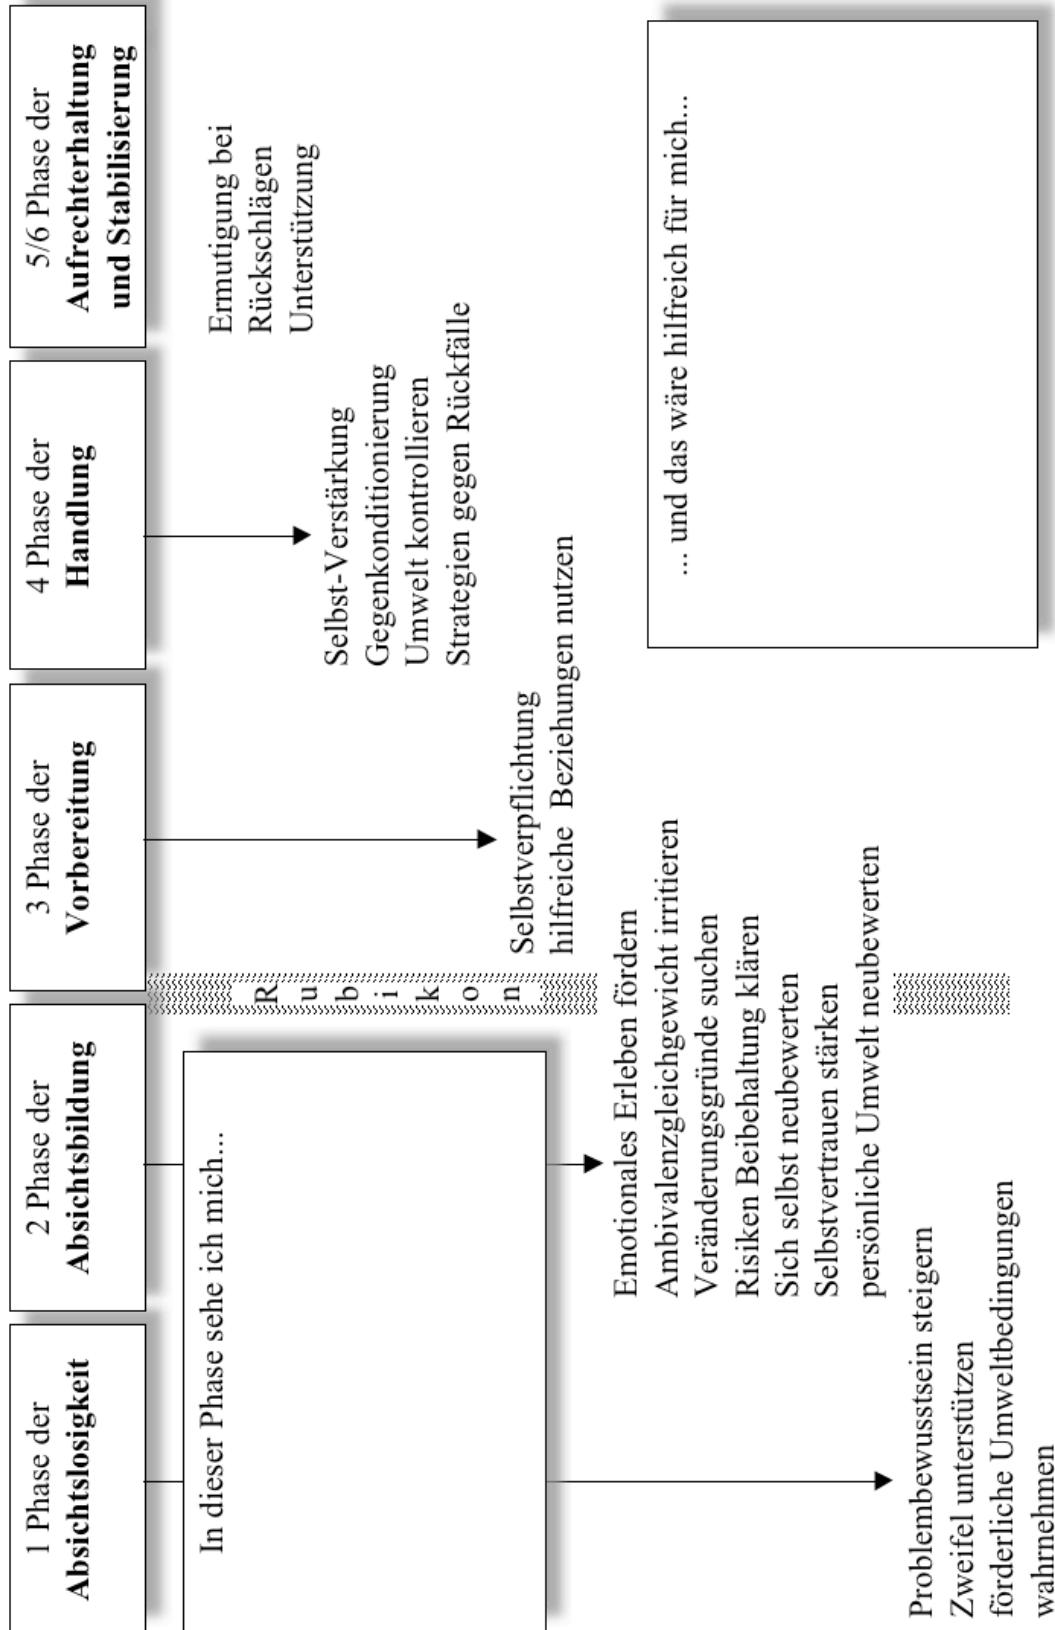 1 Phase der
Absichtslosigkeit
2 Phase der
Absichtsbildung
3 Phase der
Vorbereitung
4 Phase der
Handlung
5/6 Phase der
Aufrechterhaltung
und Stabilisierung
In dieser Phase sehe ich mich...
Rubikon
Ermutigung bei
Rückschlägen
Unterstützung
Selbst-Verstärkung
Gegenkonditionierung
Umwelt kontrollieren
Strategien gegen Rückfälle
Selbstverpflichtung
hilfreiche Beziehungen nutzen
Emotionales Erleben fördern
Ambivalenzgleichgewicht irritieren
Veränderungsgründe suchen
Risiken Beibehaltung klären
Sich selbst neubewerten
Selbstvertrauen stärken
persönliche Umwelt neubewerten
Problembewusstsein steigern
Zweifel unterstützen
förderliche Umweltbedingungen
wahrnehmen
... und das wäre hilfreich für mich...